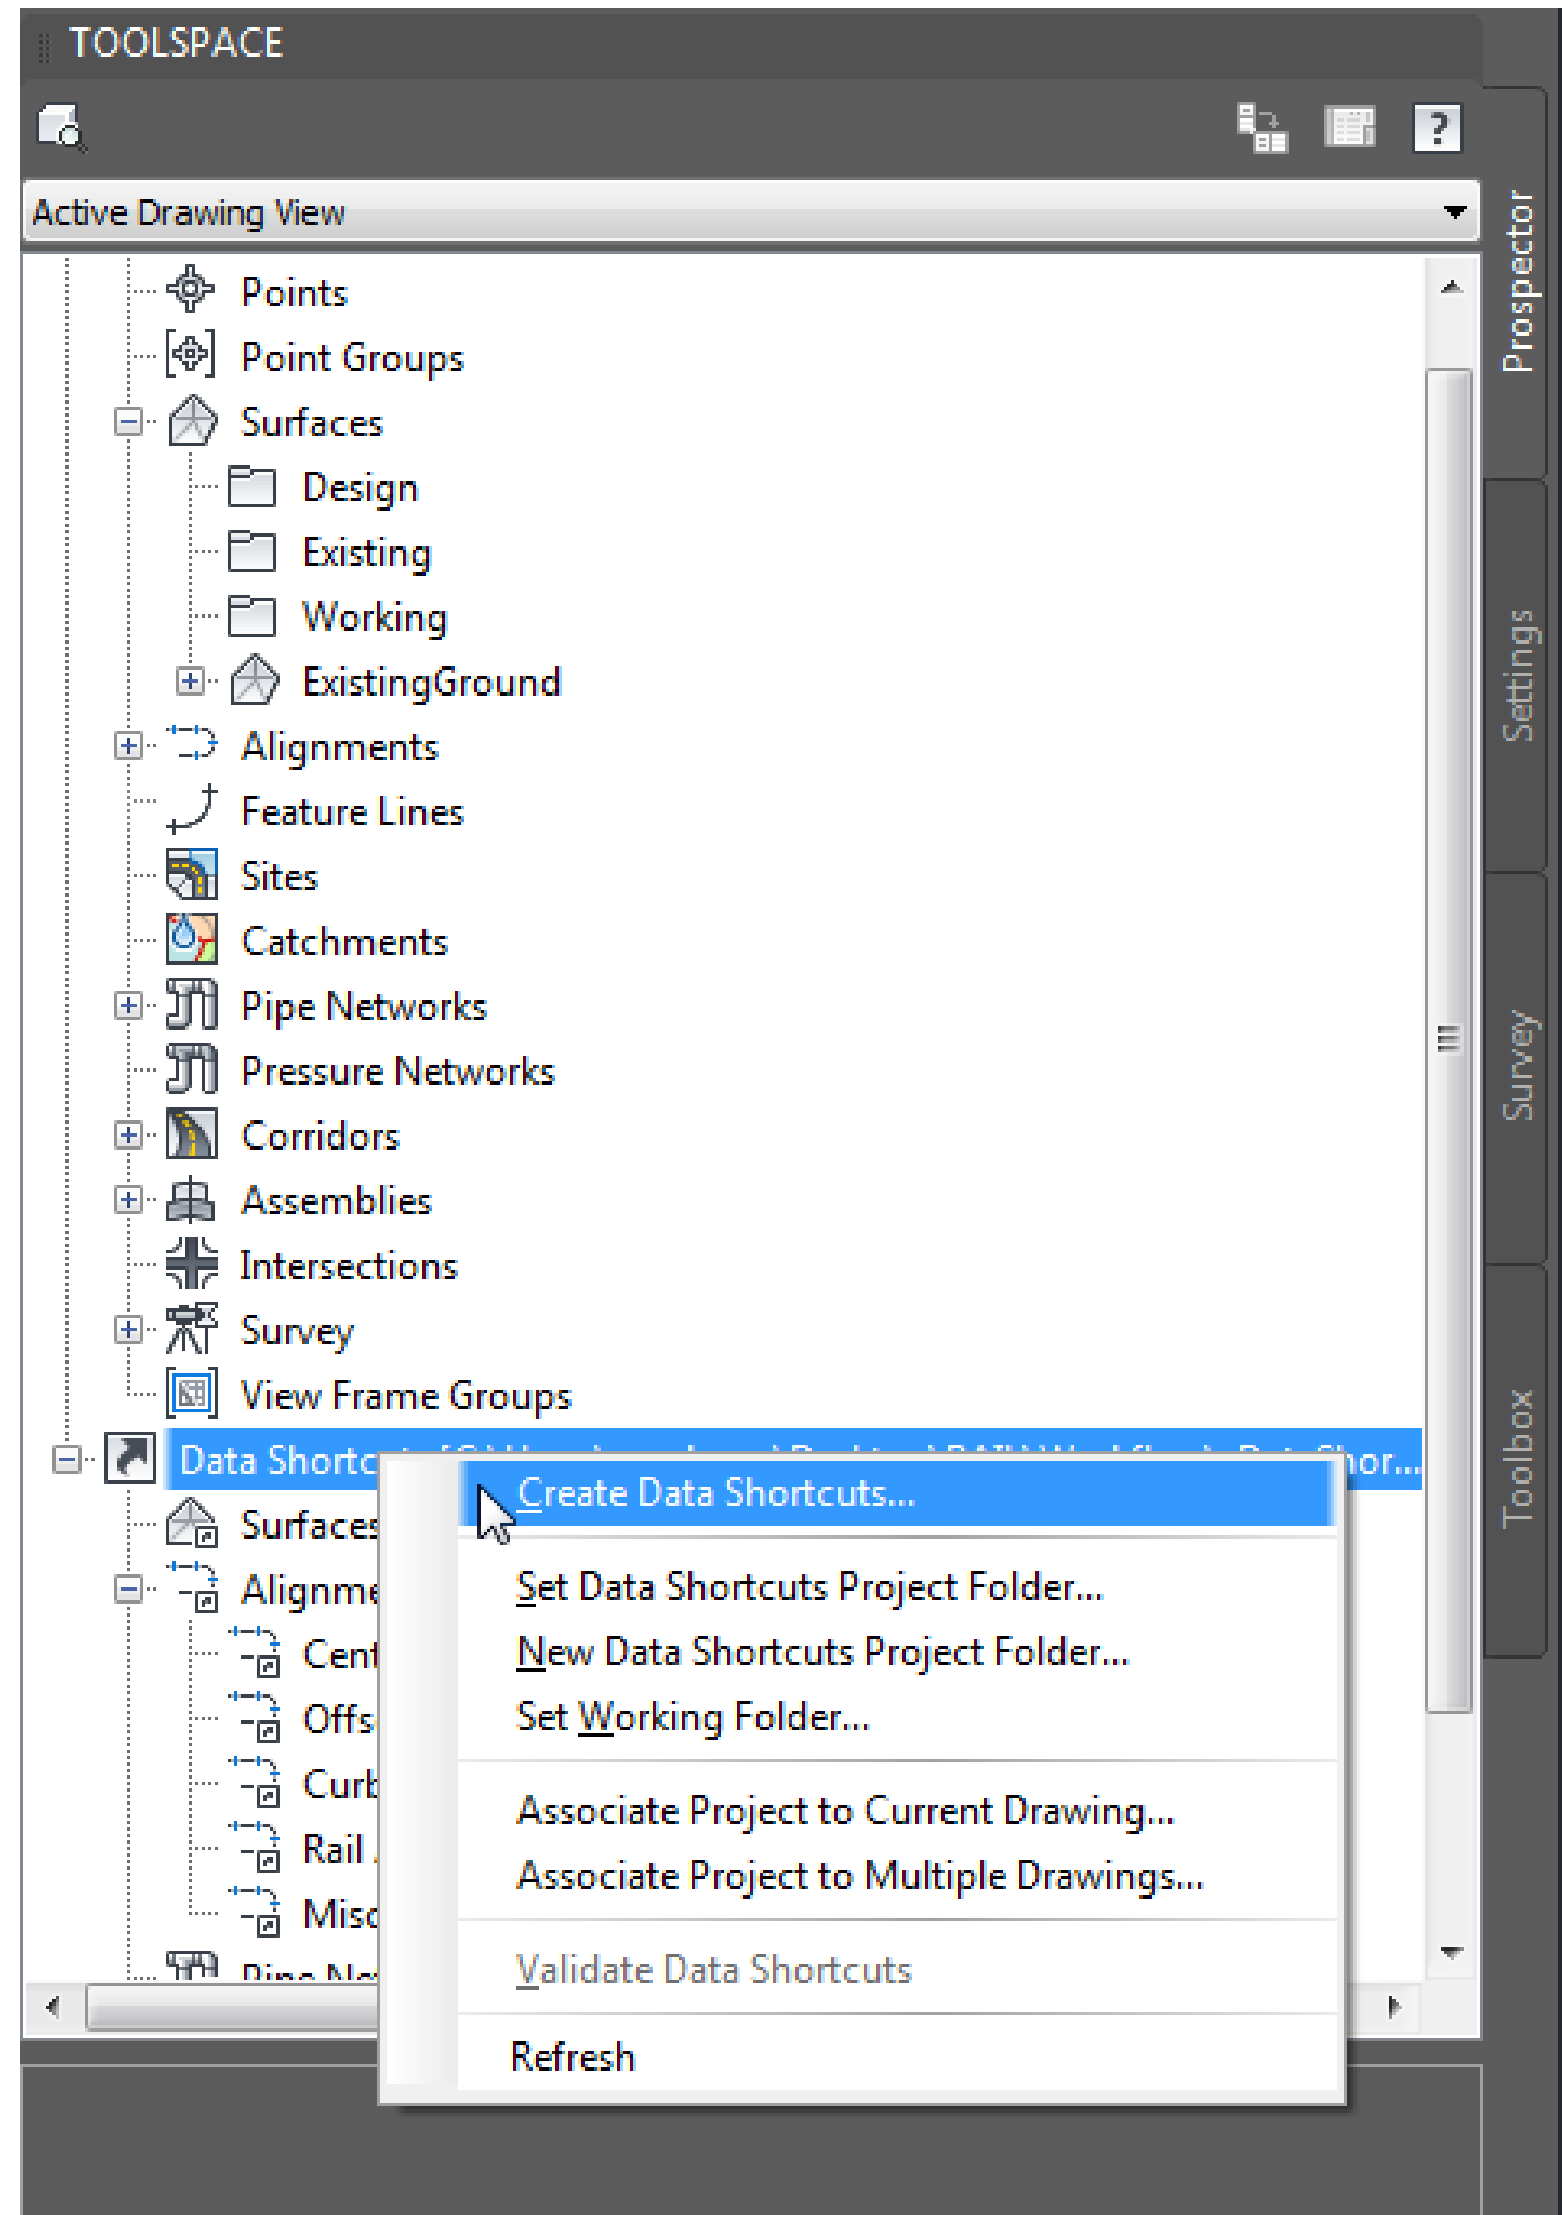 TOOLSPACE
?
Active Drawing View
Points
Point Groups
Surfaces
Design
Existing
Working
ExistingGround
Alignments
Feature Lines
Sites
Catchments
Pipe Networks
Pressure Networks
Corridors
Assemblies
Intersections
Survey
View Frame Groups
Data
Create Data Shortcuts...
Set Data Shortcuts Project Folder...
New Data Shortcuts Project Folder...
Set Working Folder...
Associate Project to Current Drawing...
Associate Project to Multiple Drawings...
Validate Data Shortcuts
Refresh
Surfaces
Rail
Prospector
Settings
Survey
Toolbox